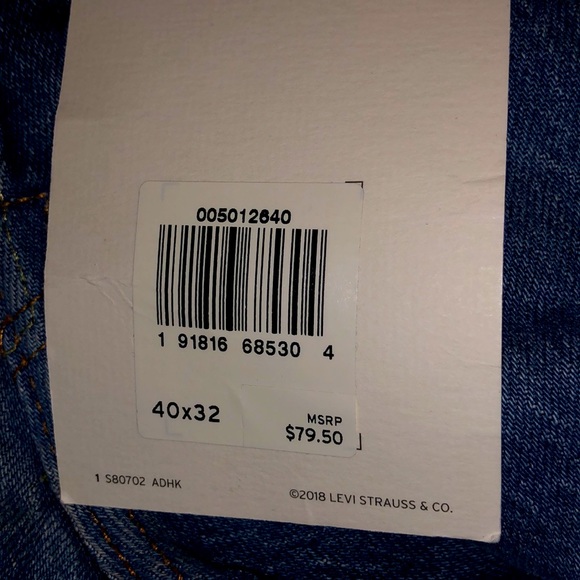 005012640
1 91816 68530 4
40x32
MSRP
$79.50
1 S80702 ADHK
©2018 LEVI STRAUSS & CO.